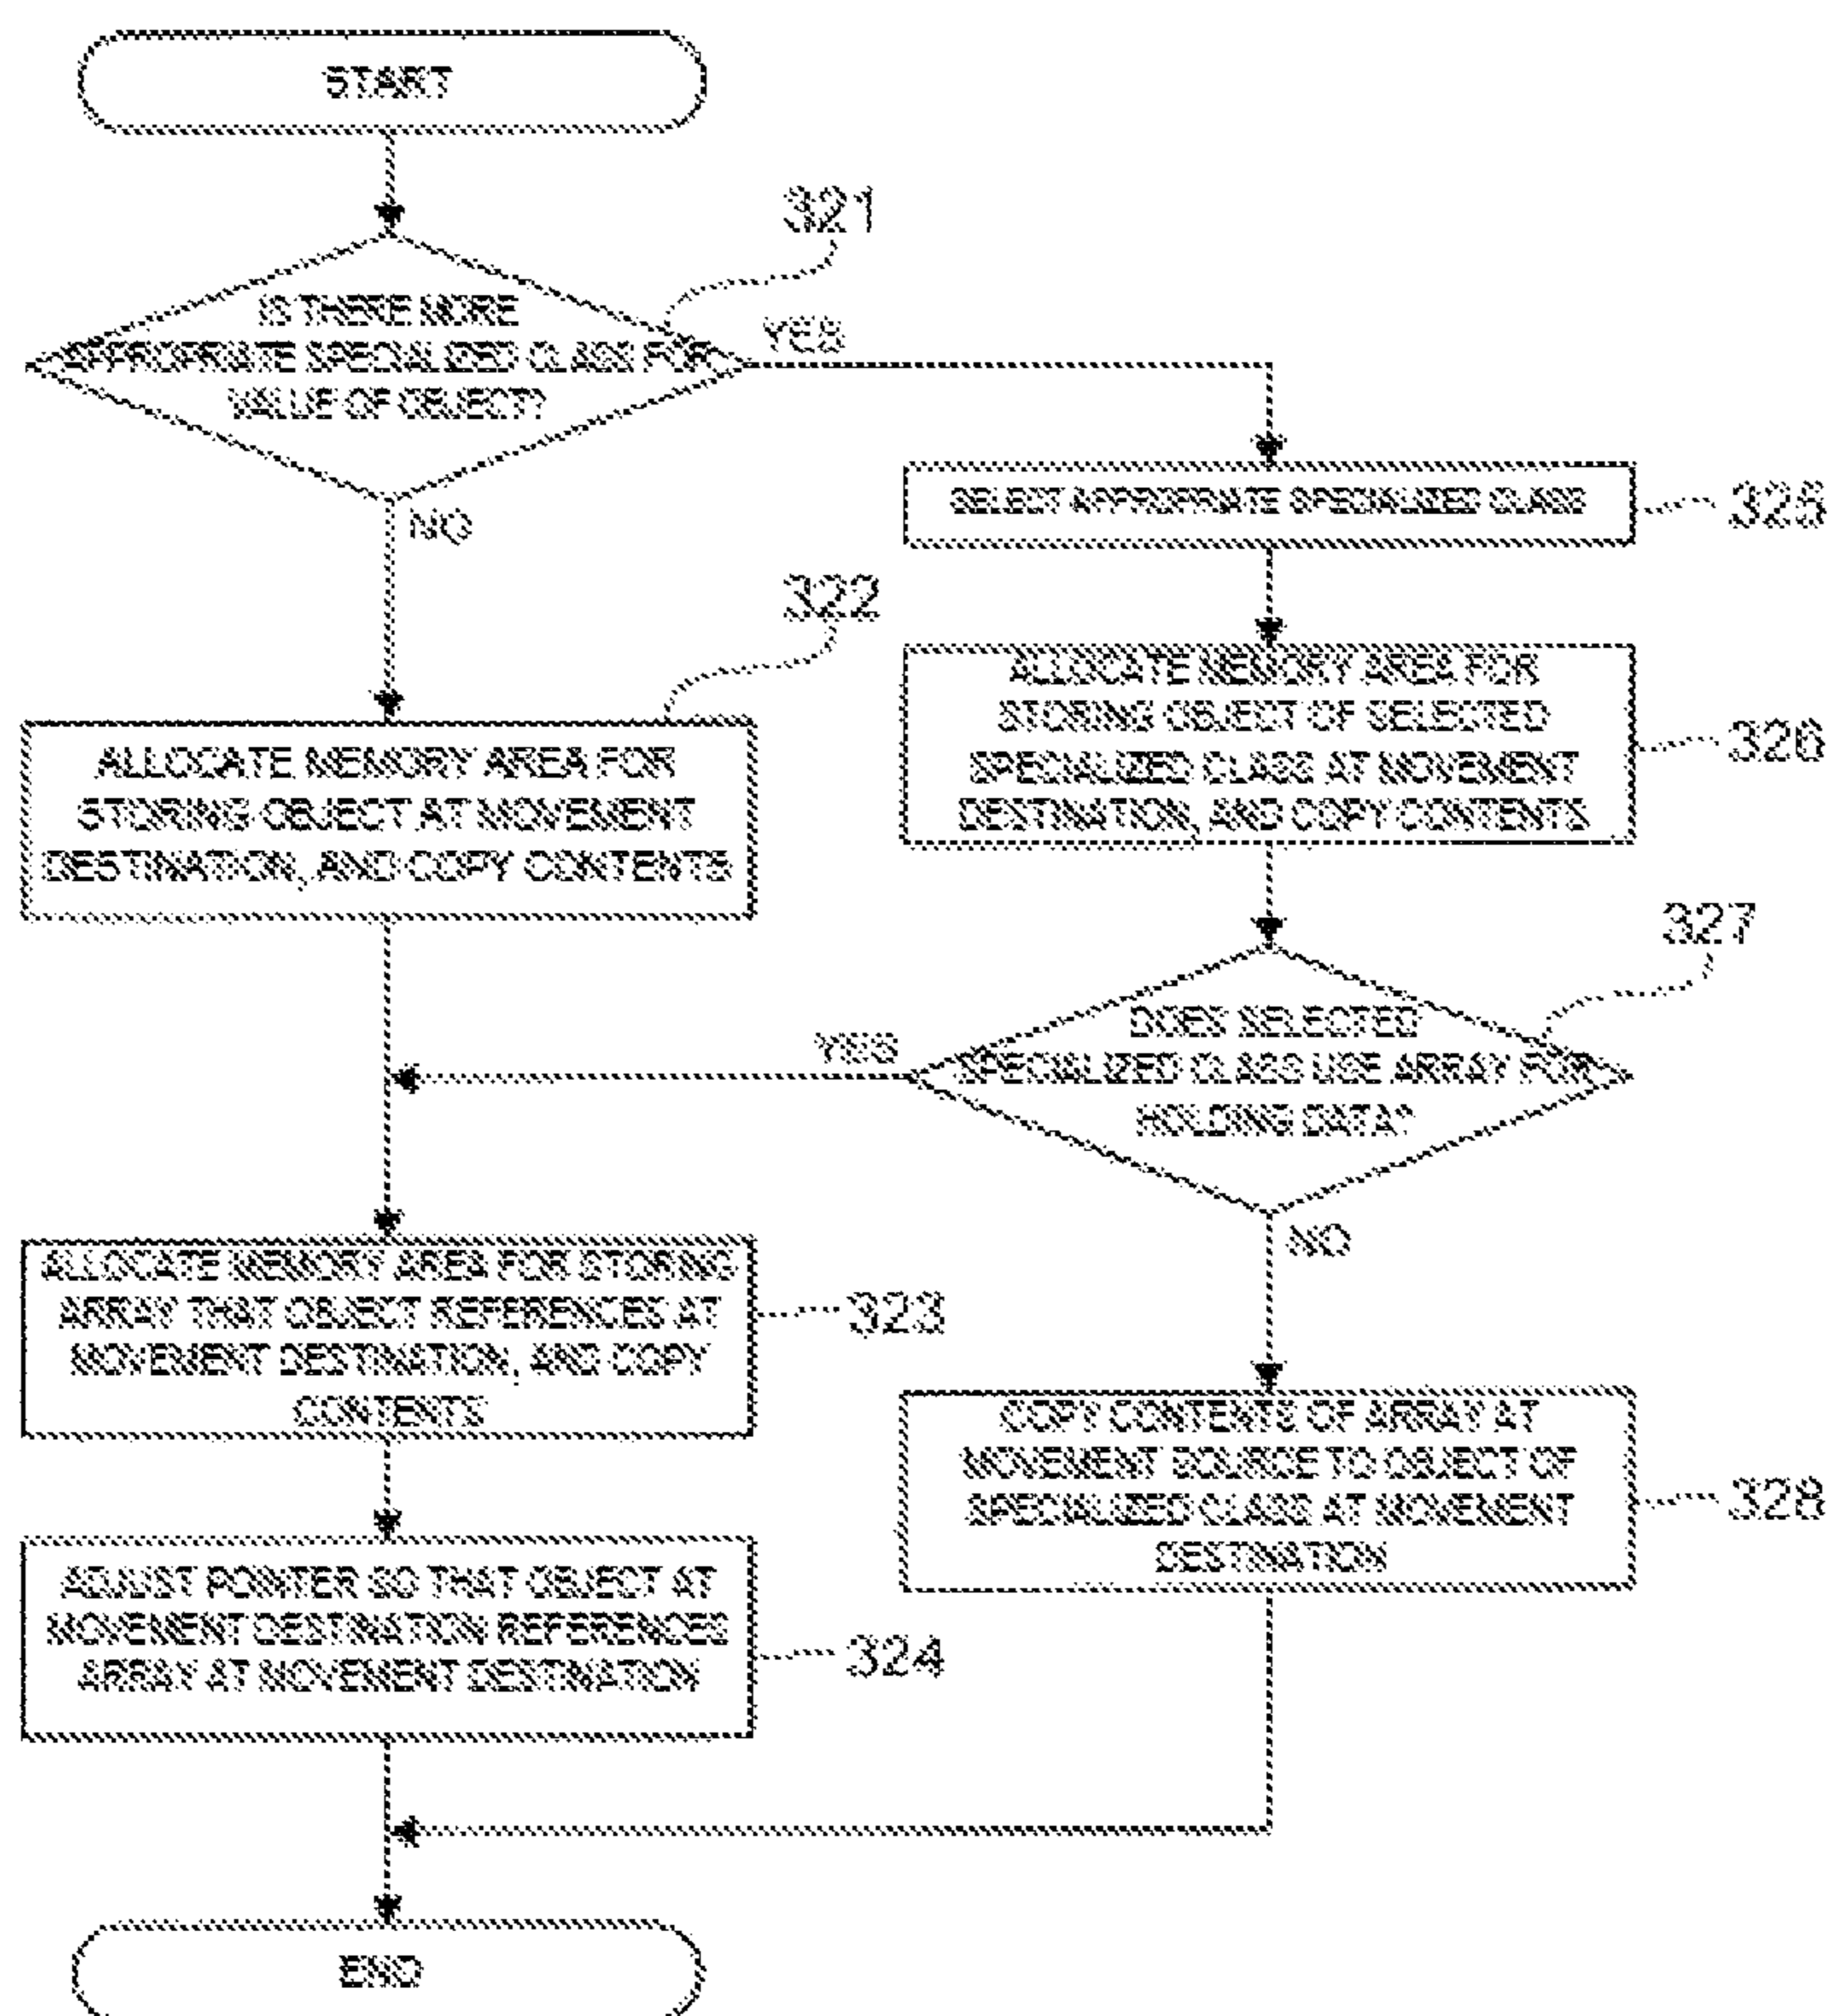 START
321
IS THERE MORE
APPROPRIATE SPECIALIZED CLASS FOR
VALUE OF OBJECT?
YES
NO
322
ALLOCATE MEMORY AREA FOR
STORING OBJECT AT MOVEMENT
DESTINATION, AND COPY CONTENTS
SELECT APPROPRIATE SPECIALIZED CLASS
325
ALLOCATE MEMORY AREA FOR
STORING OBJECT OF SELECTED
SPECIALIZED CLASS AT MOVEMENT
DESTINATION, AND COPY CONTENTS
326
327
DOES SELECTED
SPECIALIZED CLASS USE ARRAY FOR
HOLDING DATA?
YES
NO
ALLOCATE MEMORY AREA FOR STORING
ARRAY THAT OBJECT REFERENCES AT
MOVEMENT DESTINATION, AND COPY
CONTENTS
323
ADJUST POINTER SO THAT OBJECT AT
MOVEMENT DESTINATION REFERENCES
ARRAY AT MOVEMENT DESTINATION
324
COPY CONTENTS OF ARRAY AT
MOVEMENT SOURCE TO OBJECT OF
SPECIALIZED CLASS AT MOVEMENT
DESTINATION
328
END